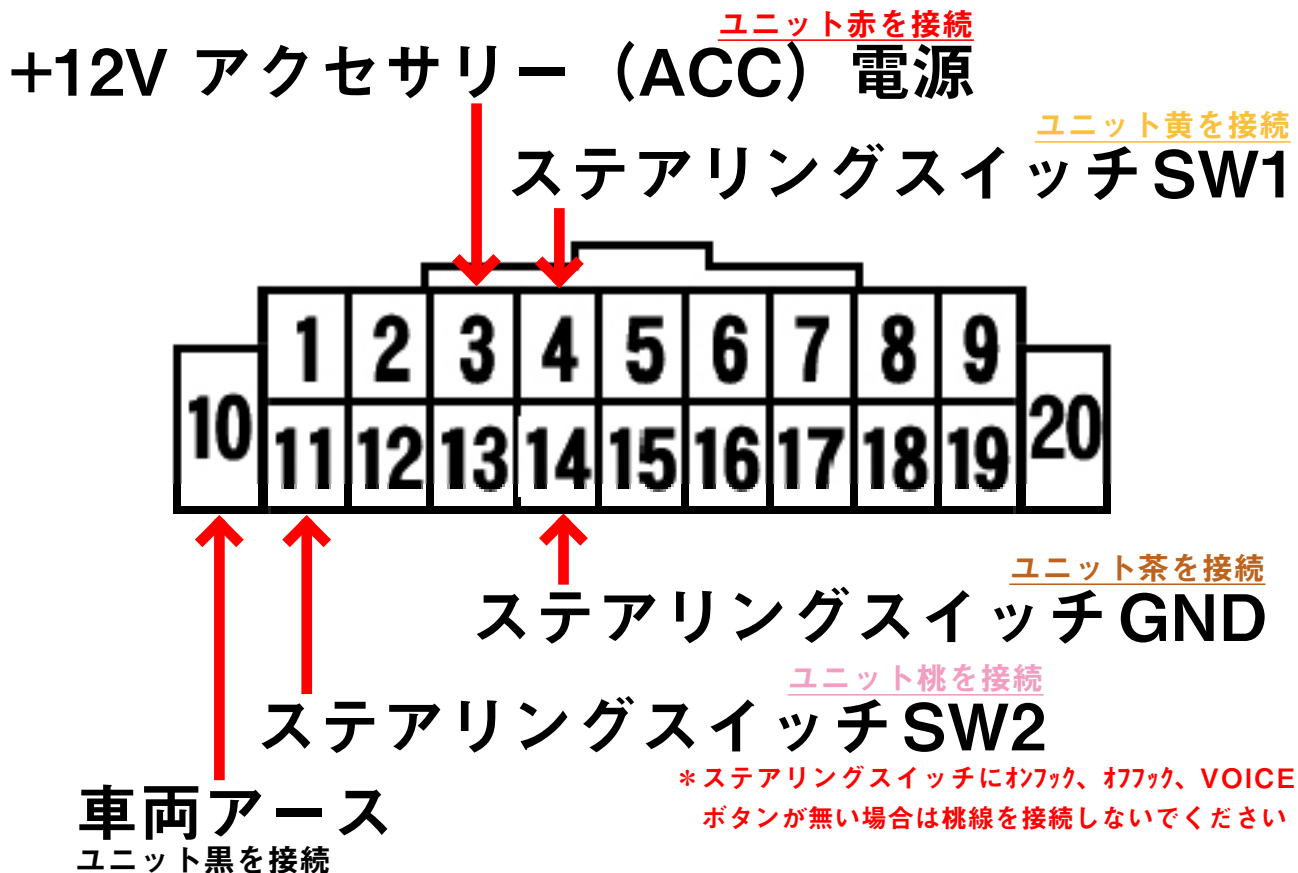 ユニット赤を接続
+12V アクセサリー（ACC）電源
ユニット黄を接続
ステアリングスイッチSW1
1 2 3 4 5 6 7 8 9
10 20
11 12 13 14 15 16 17 18 19
ユニット茶を接続
ステアリングスイッチGND
ユニット桃を接続
ステアリングスイッチSW2
＊ステアリングスイッチにｵﾝﾌｯｸ、ｵﾌﾌｯｸ、VOICE
ボタンが無い場合は桃線を接続しないでください
車両アース
ユニット黒を接続